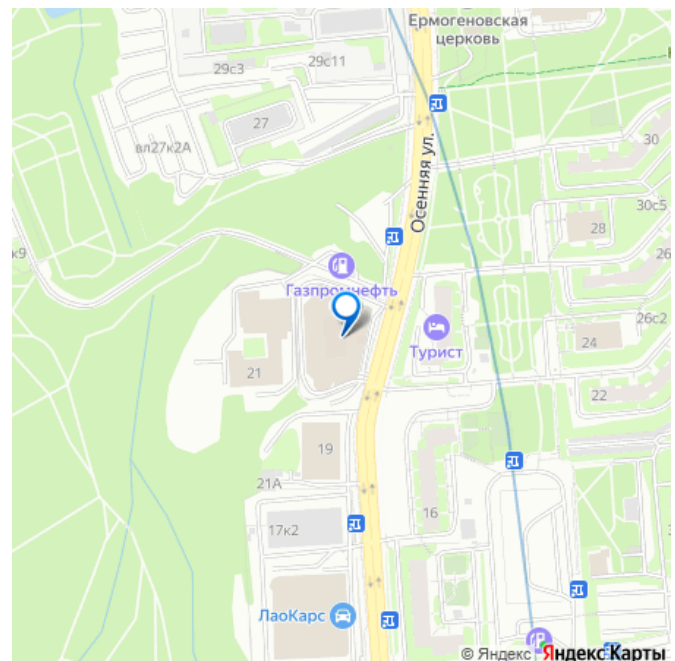 Ермогеновская
церковь
29с11
29с3
27
вл27к2А
30
Осенняя ул.
30с5
28
к9
26
Газпромнефть
26с2
Турист
24
21
22
19
21А
16
17к2
ЛаоКарс
© Яндекс Яндекс Карты